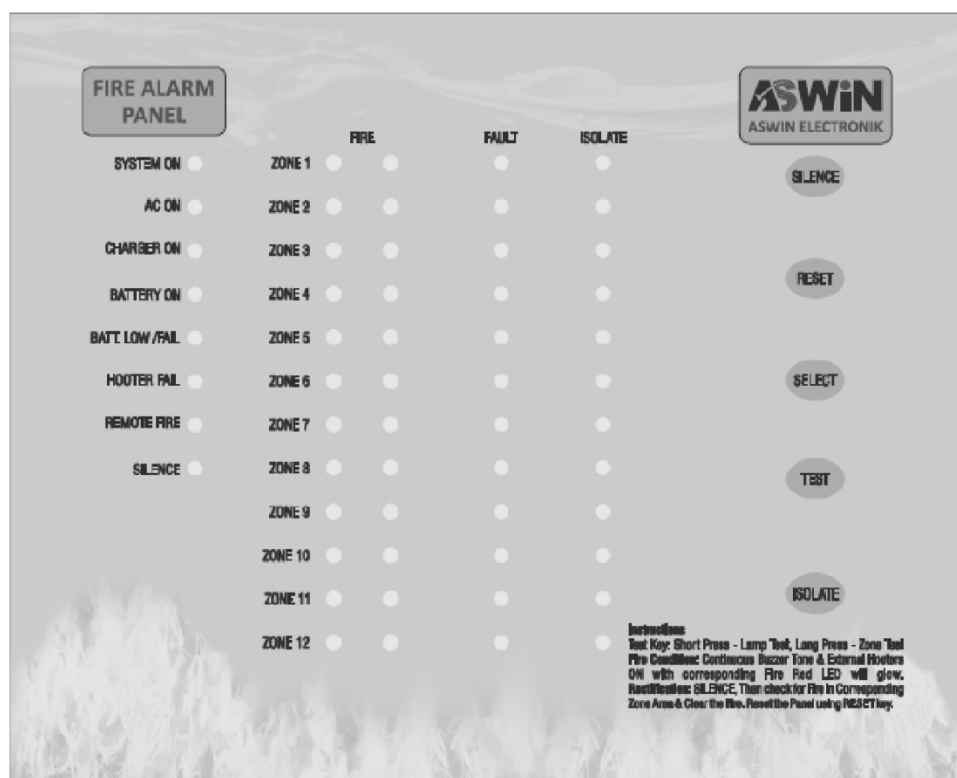 FIRE ALARM
PANEL
ASWiN
ASWIN ELECTRONIK
FIRE FAULT ISOLATE
SYSTEM ON
AC ON
CHARGER ON
BATTERY ON
BATT. LOW /FAIL
HOOTER FAIL
REMOTE FIRE
SILENCE
ZONE 1
ZONE 2
ZONE 3
ZONE 4
ZONE 5
ZONE 6
ZONE 7
ZONE 8
ZONE 9
ZONE 10
ZONE 11
ZONE 12
SILENCE
RESET
SELECT
TEST
ISOLATE
Instructions
Test Key: Short Press - Lamp Test, Long Press - Zone Test
Fire Condition: Continuous Buzzer Tone & External Hooters
ON with corresponding Fire Red LED will glow.
Rectification: SILENCE, Then check for Fire in Corresponding
Zone Area & Clear the Fire. Reset the Panel using RESET key.